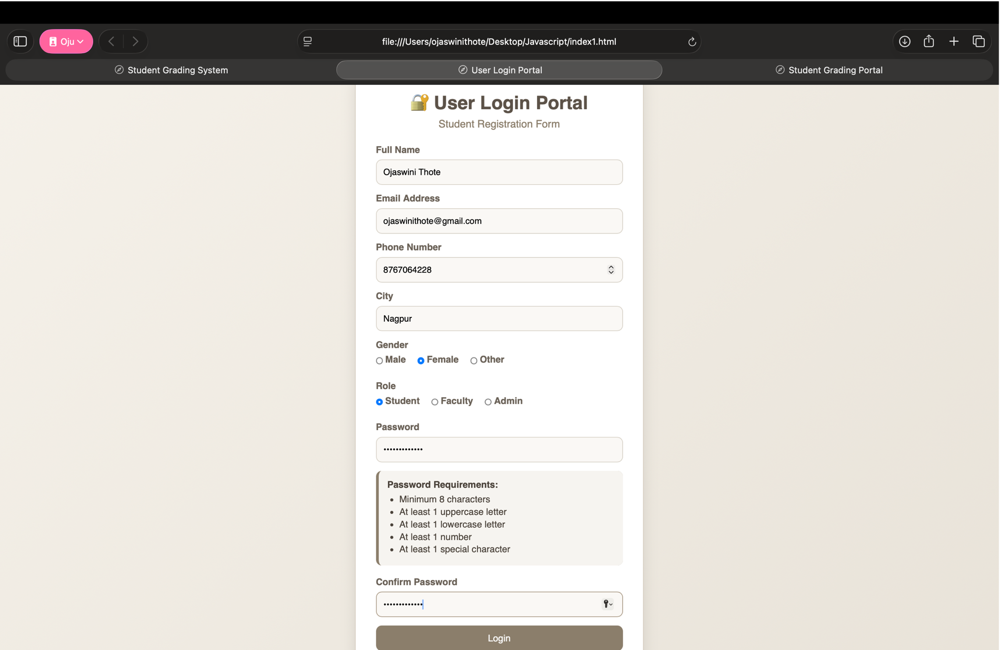 Oju
file:///Users/ojaswinithote/Desktop/Javascript/index1.html
Student Grading System
User Login Portal
Student Grading Portal
User Login Portal
Student Registration Form
Full Name
Ojaswini Thote
Email Address
ojaswinithote@gmail.com
Phone Number
8767064228
City
Nagpur
Gender
Male Female Other
Role
Student Faculty Admin
Password
•••••••••••••
Password Requirements:
• Minimum 8 characters
• At least 1 uppercase letter
• At least 1 lowercase letter
• At least 1 number
• At least 1 special character
Confirm Password
•••••••••••••
Login